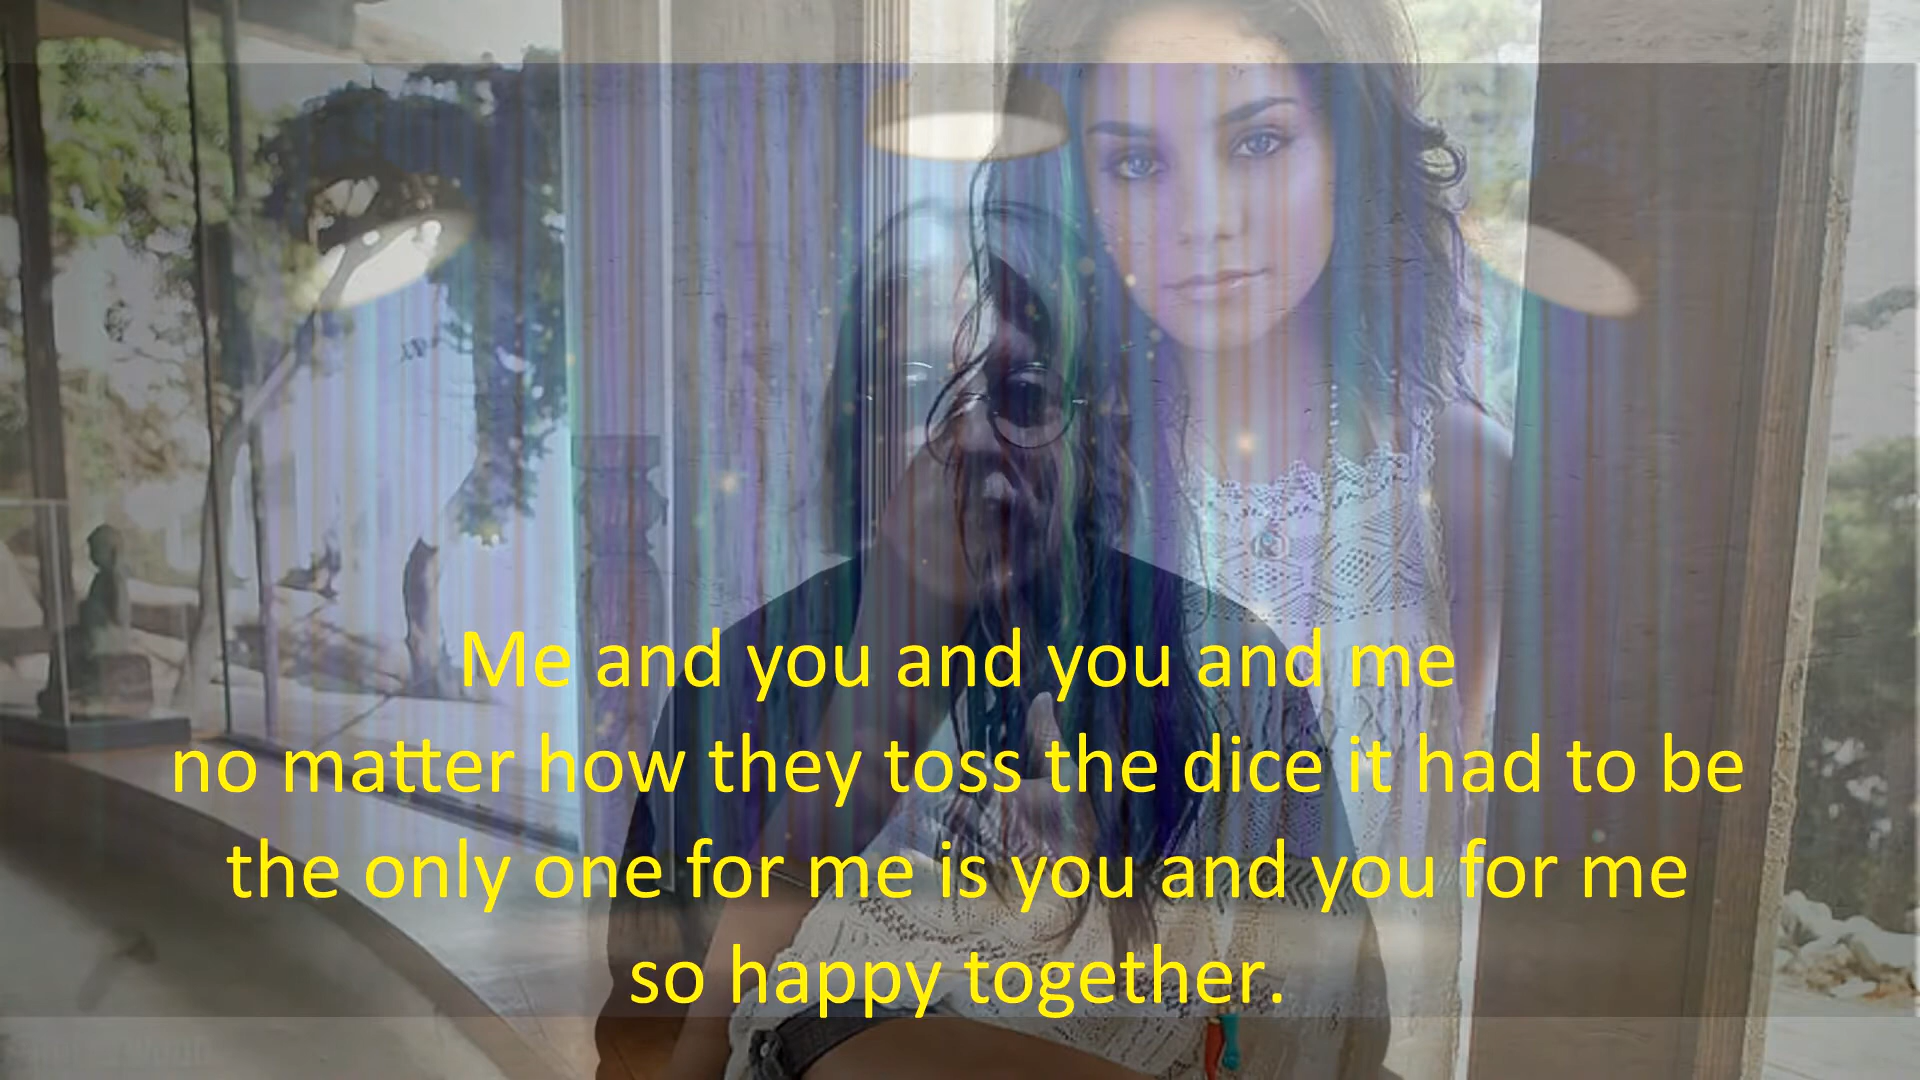 Me and you and you and me
no matter how they toss the dice it had to be
the only one for me is you and you for me
so happy together.